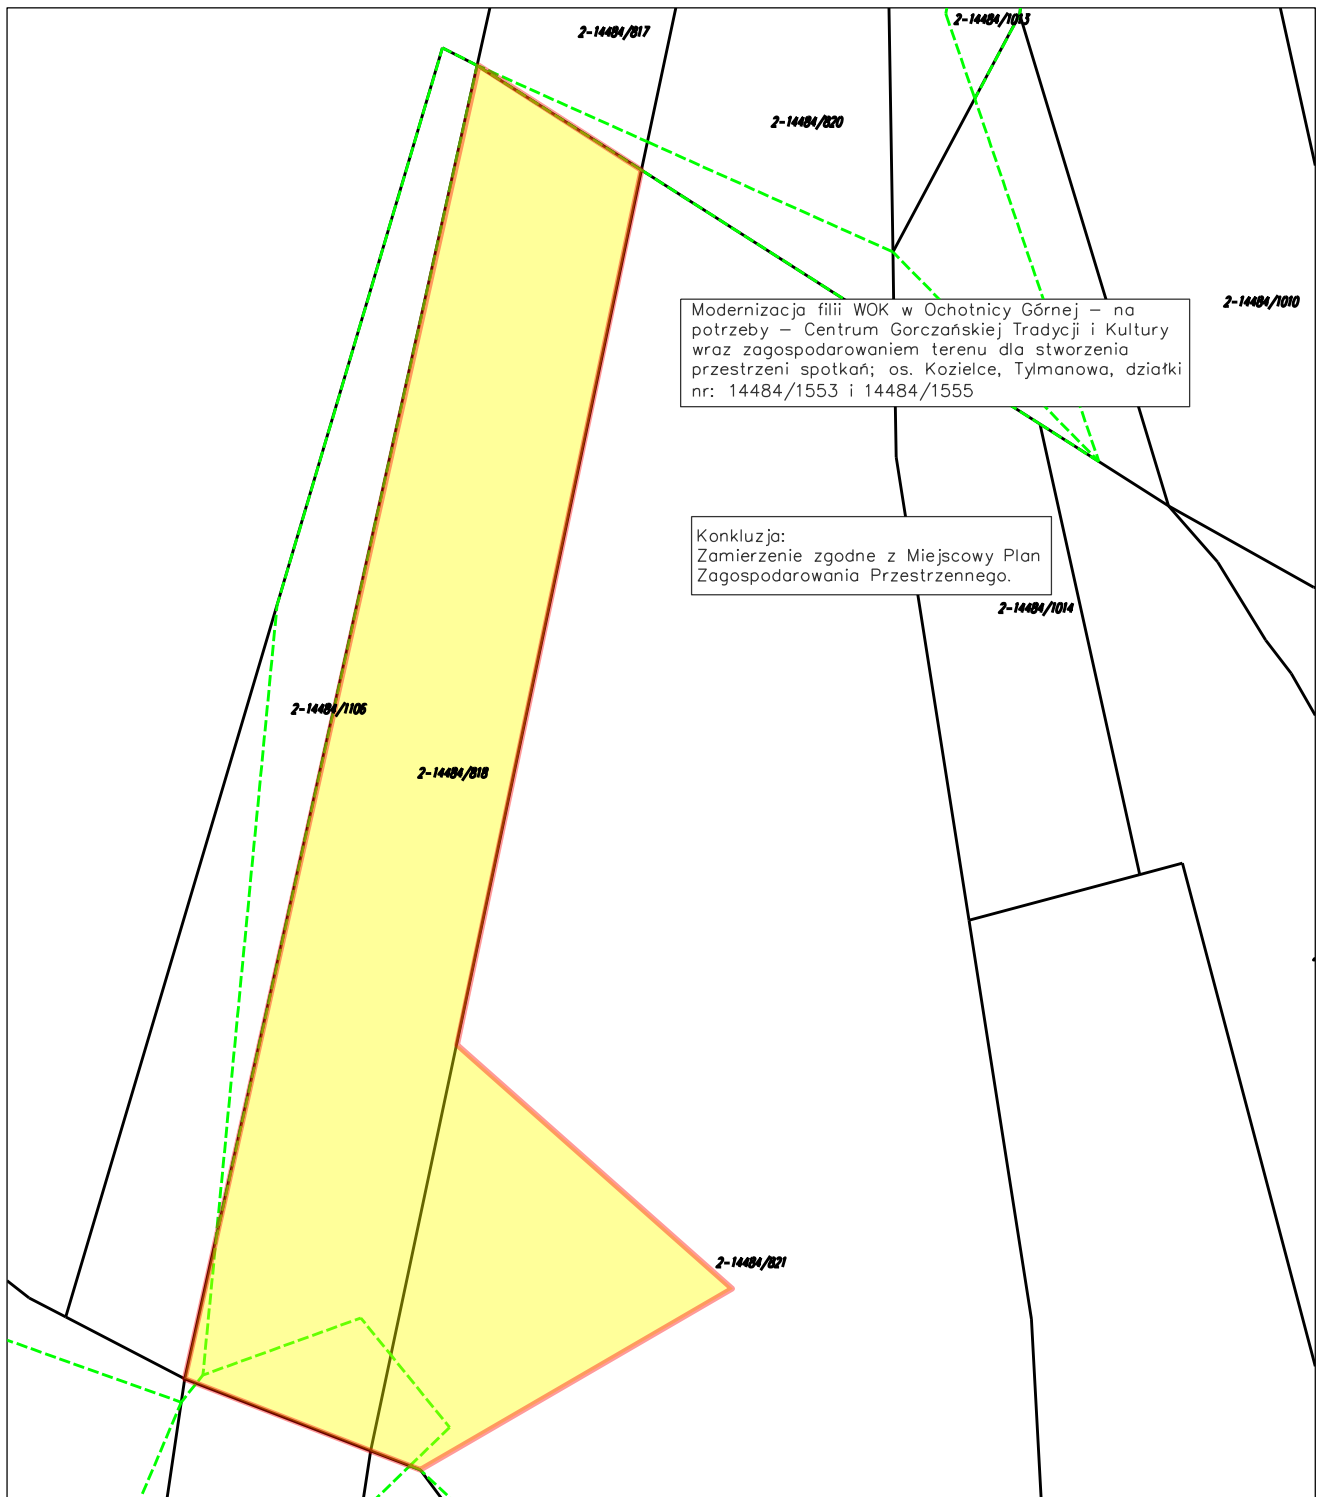 2-14484/1013
2-14484/817
2-14484/820
2-14484/1010
Modernizacja filii WOK w Ochotnicy Górnej – na
potrzeby – Centrum Gorczańskiej Tradycji i Kultury
wraz zagospodarowaniem terenu dla stworzenia
przestrzeni spotkań; os. Kozielce, Tylmanowa, działki
nr: 14484/1553 i 14484/1555
Konkluzja:
Zamierzenie zgodne z Miejscowy Plan
Zagospodarowania Przestrzennego.
2-14484/1014
2-14484/1106
2-14484/818
2-14484/821